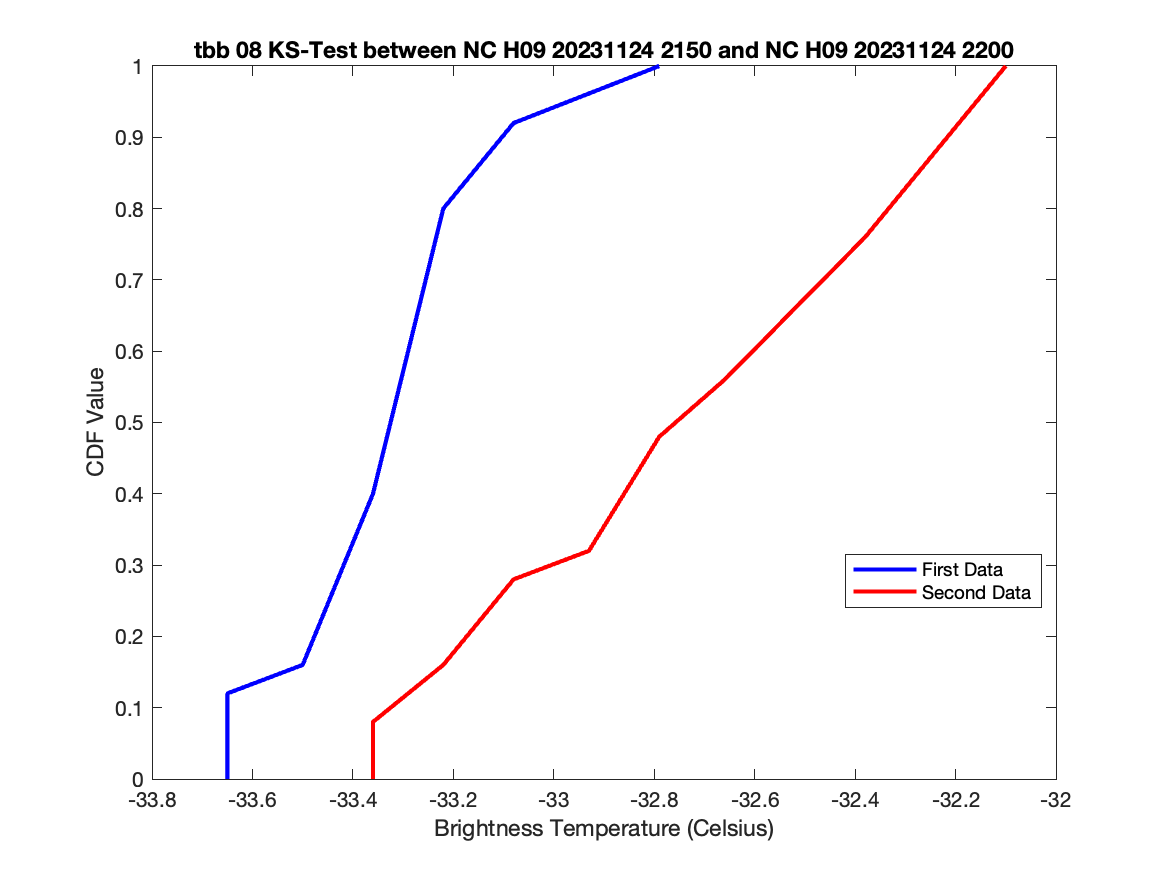 tbb 08 KS-Test between NC H09 20231124 2150 and NC H09 20231124 2200
1
0.9
0.8
0.7
0.6
0.5
0.4
0.3
0.2
0.1
0
CDF Value
First Data
Second Data
-33.8 -33.6 -33.4 -33.2 -33 -32.8 -32.6 -32.4 -32.2 -32
Brightness Temperature (Celsius)